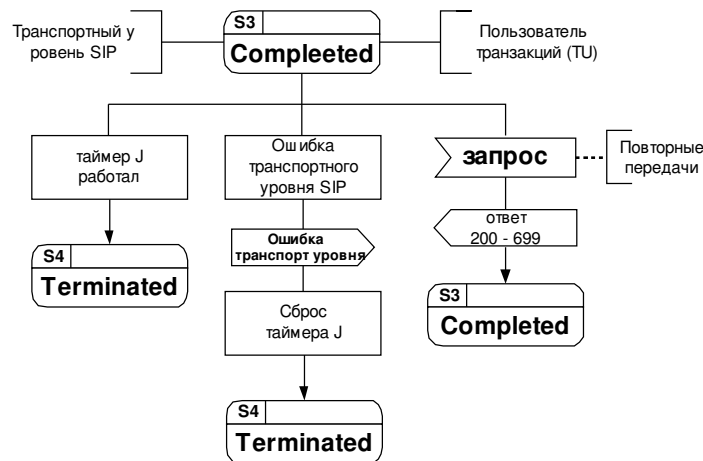 Транспортный у
ровень SIP
S3
Compleeted
Пользователь
транзакций (TU)
таймер J
работал
Ошибка
транспортного
уровня SIP
запрос
Повторные
передачи
Ошибка
транспорт уровня
ответ
200 - 699
S4
Terminated
Сброс
таймера J
S3
Completed
S4
Terminated